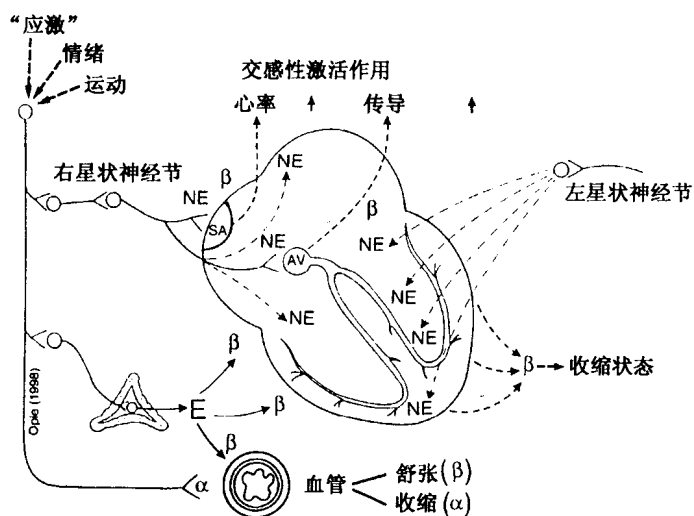 “应激”
情绪
运动
交感性激活作用
心率 ↑ 传导 ↑
右星状神经节
左星状神经节
β
NE
NE
SA
β
NE
NE
AV
NE
NE
NE
NE
β
E
β
β
β
收缩状态
Opie (1998)
α
血管
舒张(β)
收缩(α)